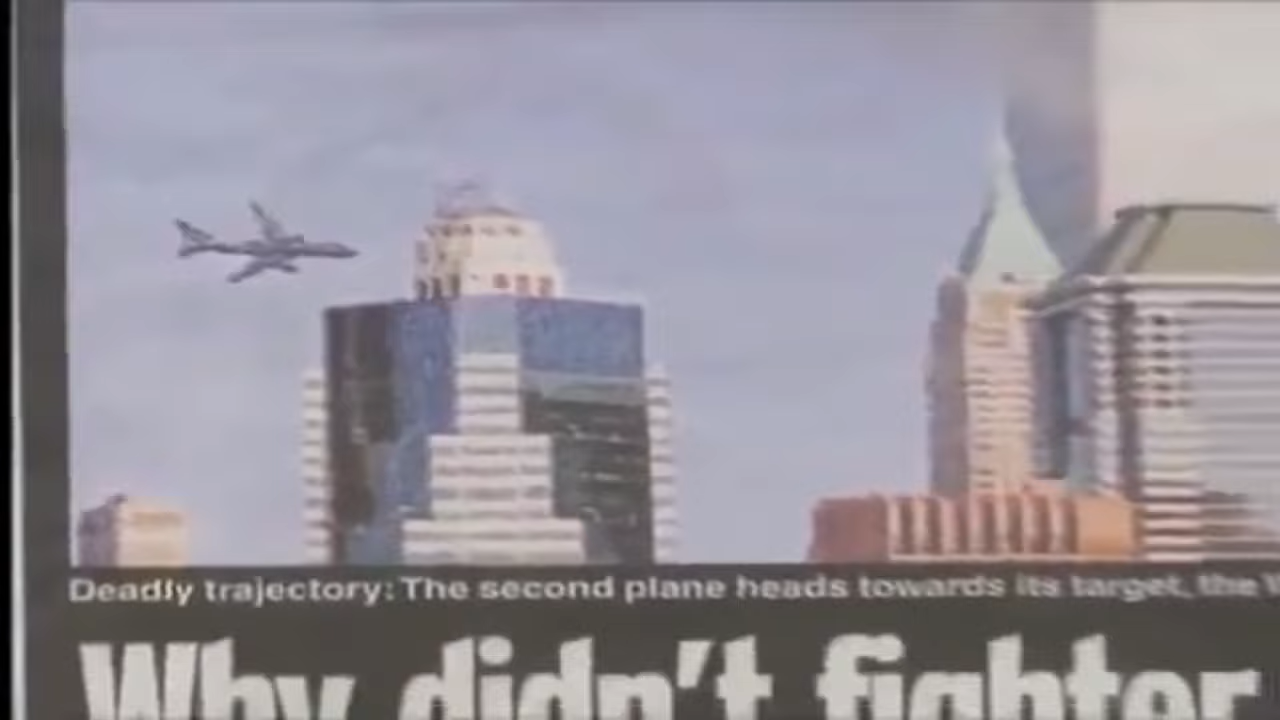 Deadly trajectory: The second plane heads towards its target, the
Why didn't fighter